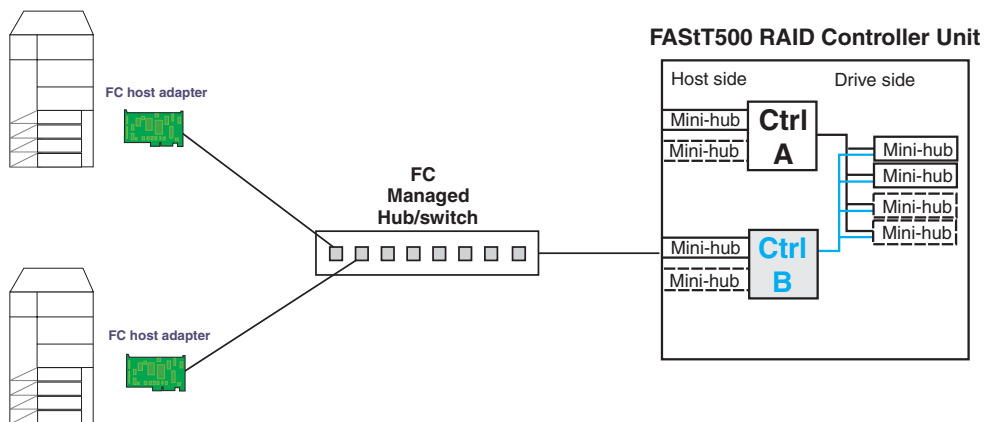 FAStT500 RAID Controller Unit
Host side
Drive side
FC host adapter
Mini-hub
Ctrl
A
Mini-hub
Mini-hub
Mini-hub
FC
Managed
Hub/switch
Mini-hub
Mini-hub
Mini-hub
Ctrl
B
Mini-hub
FC host adapter